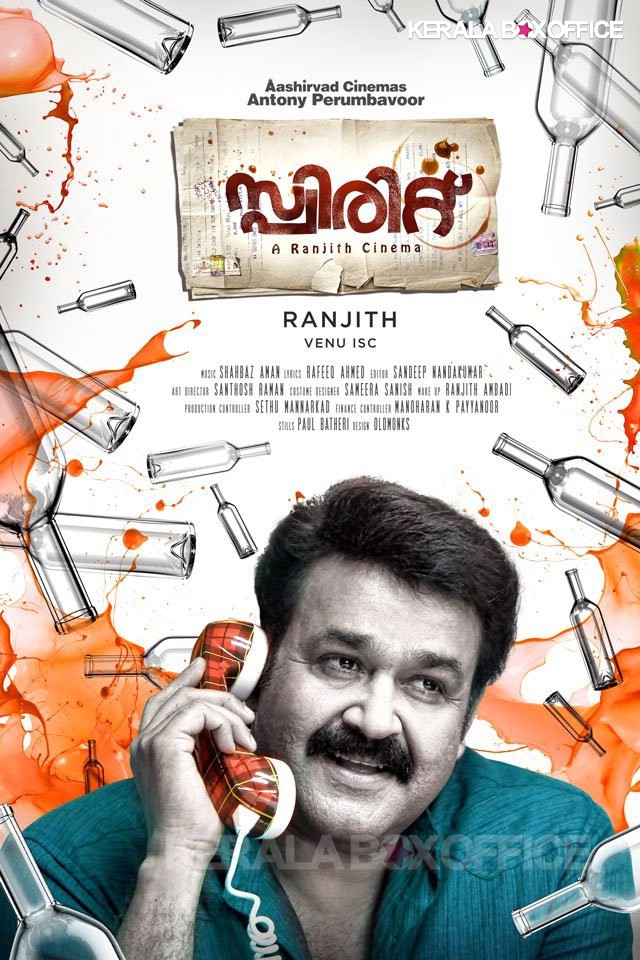 KERALA BOXOFFICE
Aashirvad Cinemas
Antony Perumbavoor
സ്പിരിറ്റ്
A Ranjith Cinema
RANJITH
VENU ISC
MUSIC SHAHBAZ AMAN LYRICS RAFEEQ AHMED EDITOR SANDEEP NANDAKUMAR
ART DIRECTOR SANTHOSH RAMAN COSTUME DESIGNER SAMEERA SANISH MAKE UP RANJITH AMBADI
PRODUCTION CONTROLLER SETHU MANNARKAD FINANCE CONTROLLER MANOHARAN K PAYYANOOR
STILLS PAUL BATHERI DESIGN OLDMONKS
KERALA BOXOFFICE